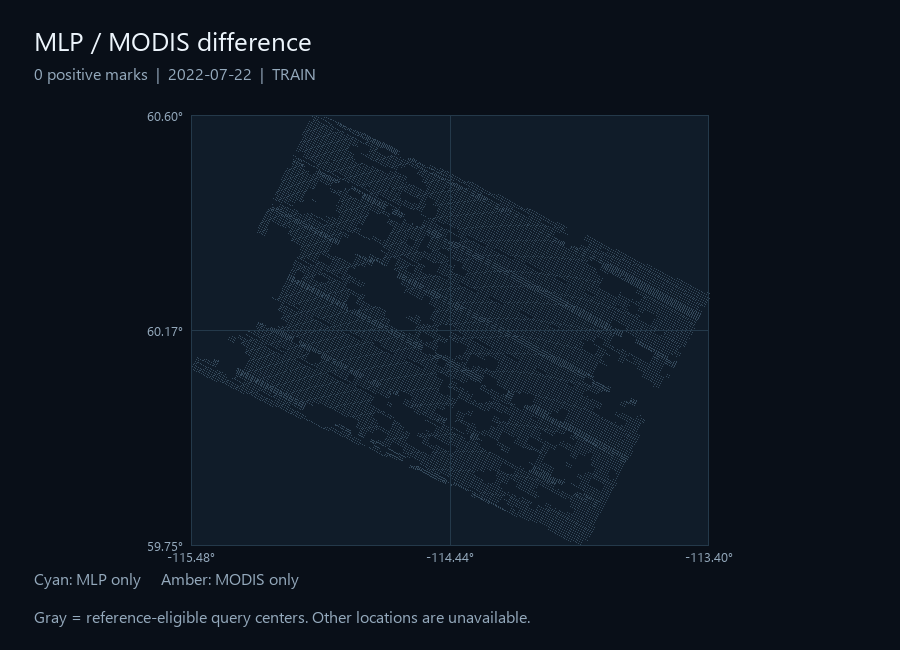 MLP / MODIS difference
0 positive marks | 2022-07-22 | TRAIN
60.60°
60.17°
59.75°
-115.48° -114.44° -113.40°
Cyan: MLP only Amber: MODIS only
Gray = reference-eligible query centers. Other locations are unavailable.